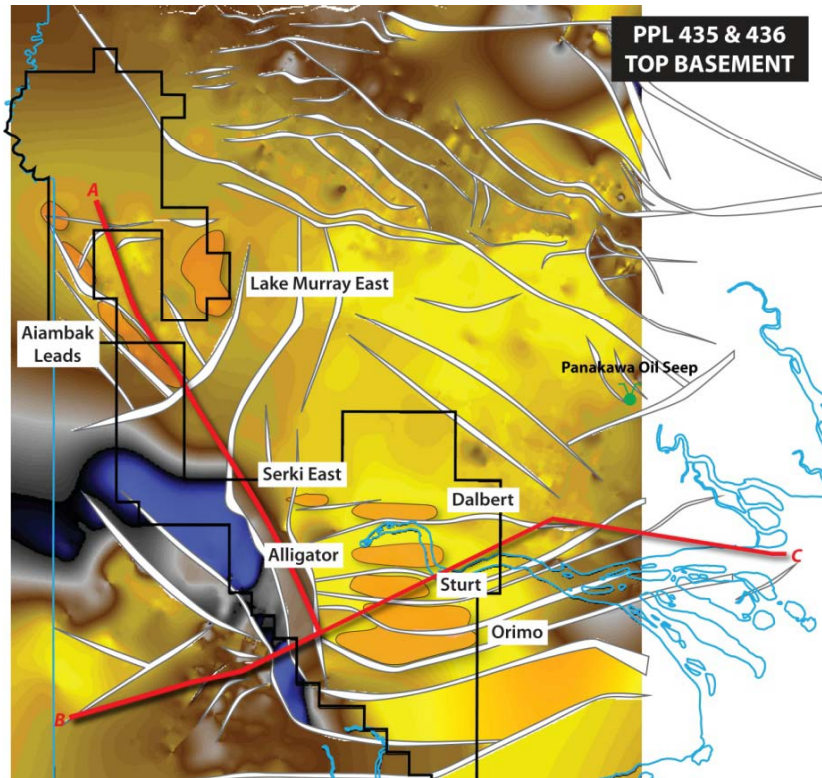 PPL 435 & 436
TOP BASEMENT
A
Lake Murray East
Aiambak
Leads
Panakawa Oil Seep
Serki East
Dalbert
Alligator
C
Sturt
Orimo
B